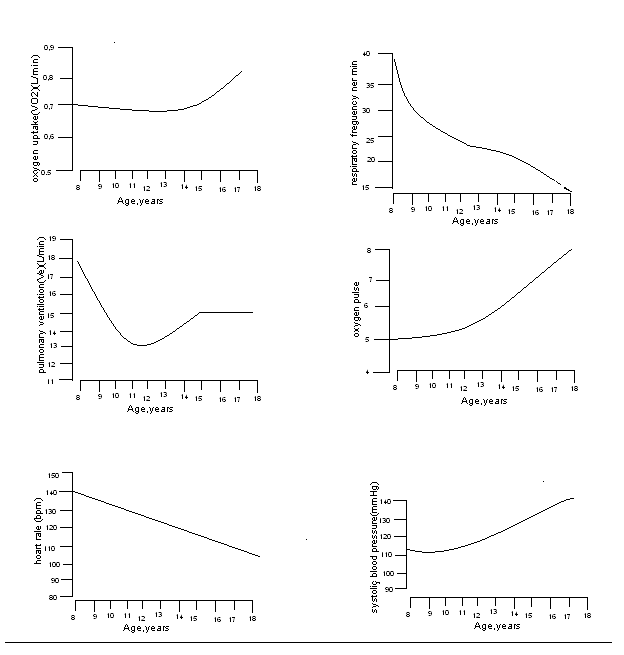 oxygen uptake(VO2)(L/min)
0,9
0,8
0,7
0,6
0.5
8 9 10 11 12 13 14 15 16 17 18
Age,years
respiratory freguency ner min
40
35
30
25
20
15
8 9 10 11 12 13 14 15 16 17 18
Age,years
pulmonary ventilotion(Ve)(L/min)
19
18
17
16
15
14
13
12
11
8 9 10 11 12 13 14 15 16 17 18
Age,years
oxygen pulse
8
7
6
5
4
8 9 10 11 12 13 14 15 16 17 18
Age,years
hoart rale (bpm)
150
140
130
120
110
100
90
80
8 9 10 11 12 13 14 15 16 17 18
Age,years
systolic blood pressure(mmHg)
140
130
120
110
100
90
8 9 10 11 12 13 14 15 16 17 18
Age,years